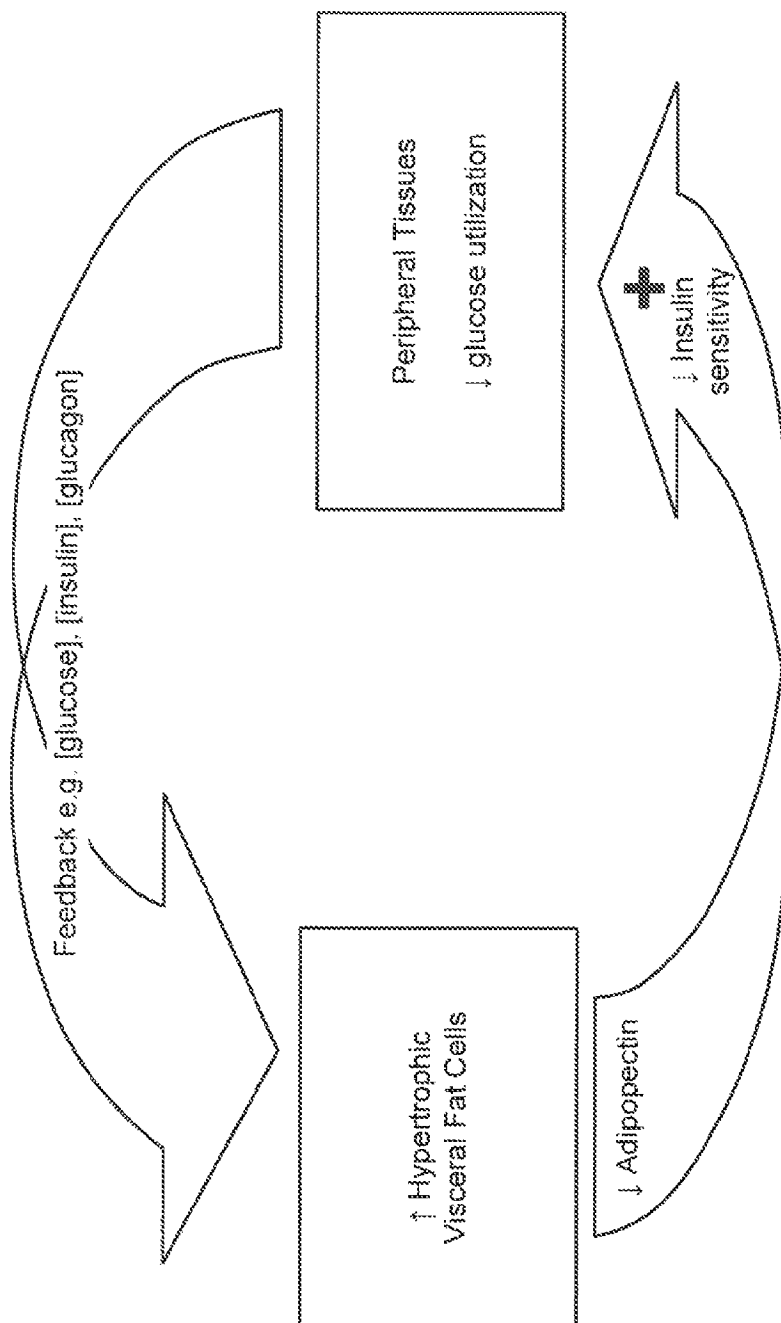 Feedback e.g. [glucose], [insulin], [glucagon]
↑ Hypertrophic
Visceral Fat Cells
Peripheral Tissues
↓ glucose utilization
↓ Adipopectin
+
↓ Insulin
sensitivity